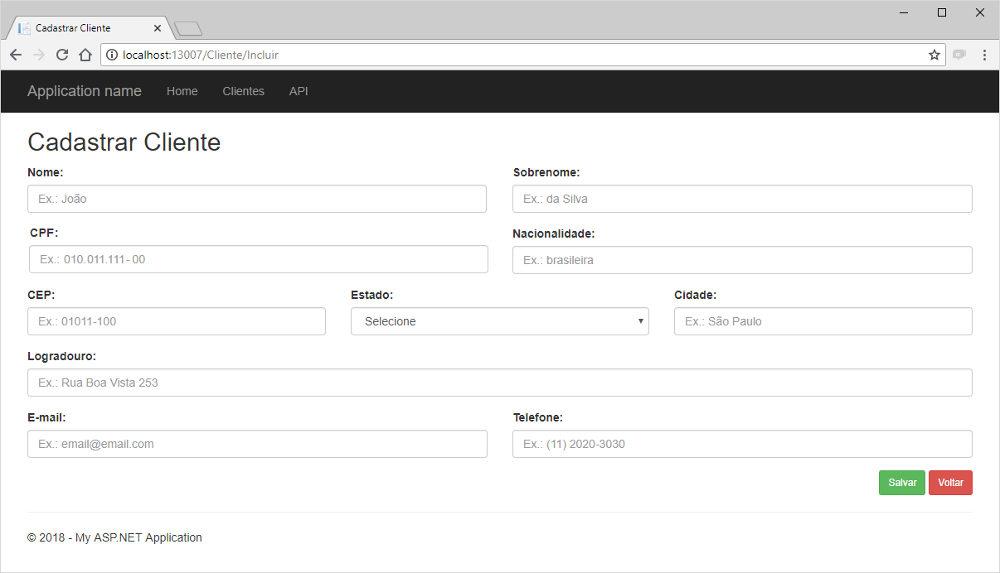 Cadastrar Cliente
localhost:13007/Cliente/Incluir
Application name Home Clientes API
Cadastrar Cliente
Nome: Sobrenome:
Ex.: João Ex.: da Silva
CPF: Nacionalidade:
Ex.: 010.011.111-00 Ex.: brasileira
CEP: Estado: Cidade:
Ex.: 01011-100 Selecione Ex.: São Paulo
Logradouro:
Ex.: Rua Boa Vista 253
E-mail: Telefone:
Ex.: email@email.com Ex.: (11) 2020-3030
Salvar Voltar
© 2018 - My ASP.NET Application